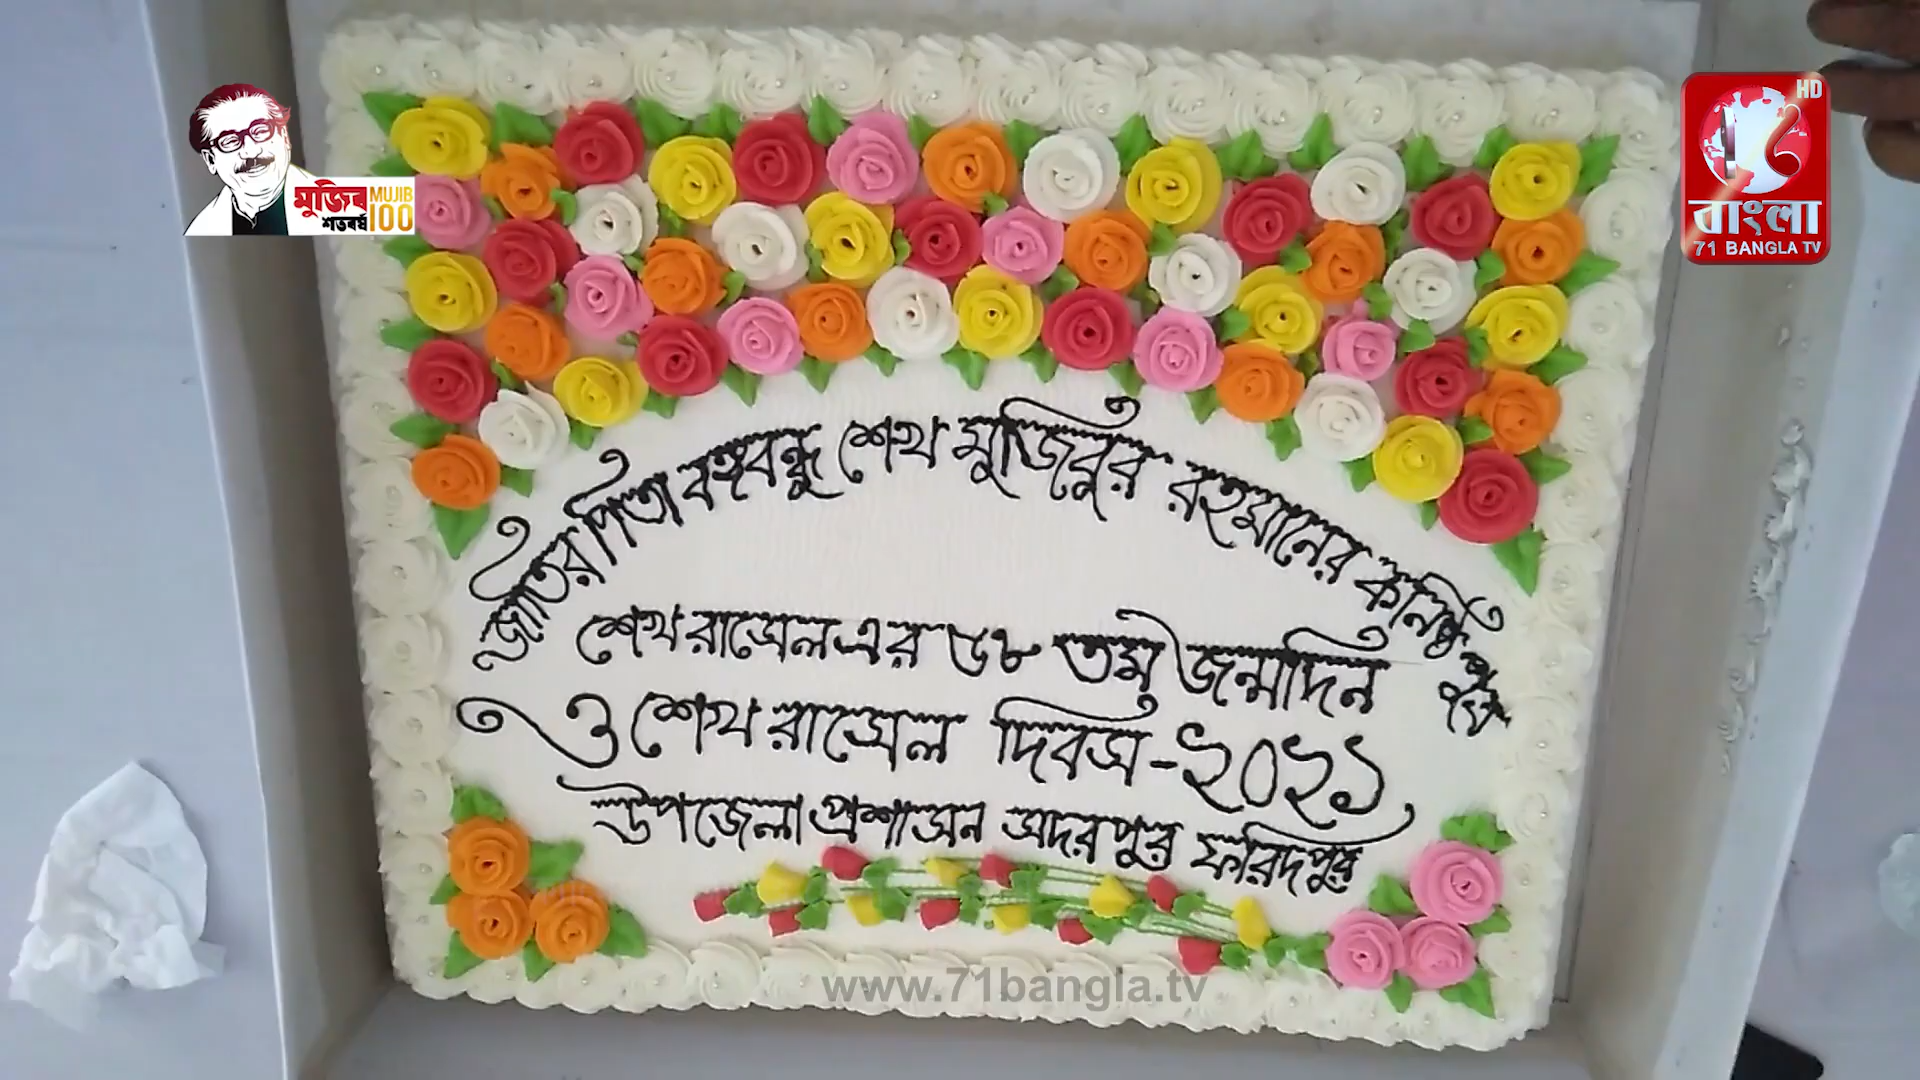 মুজিব
শতবর্ষ
MUJIB
100
HD
বাংলা
71 BANGLA TV
জাতির পিতা বঙ্গবন্ধু শেখ মুজিবুর রহমানের কনিষ্ঠ পুত্র
শেখ রাসেল এর ৫৮ তম জন্মদিন
ও শেখ রাসেল দিবস-২০২১
উপজেলা প্রশাসন সদরপুর ফরিদপুর
www.71bangla.tv